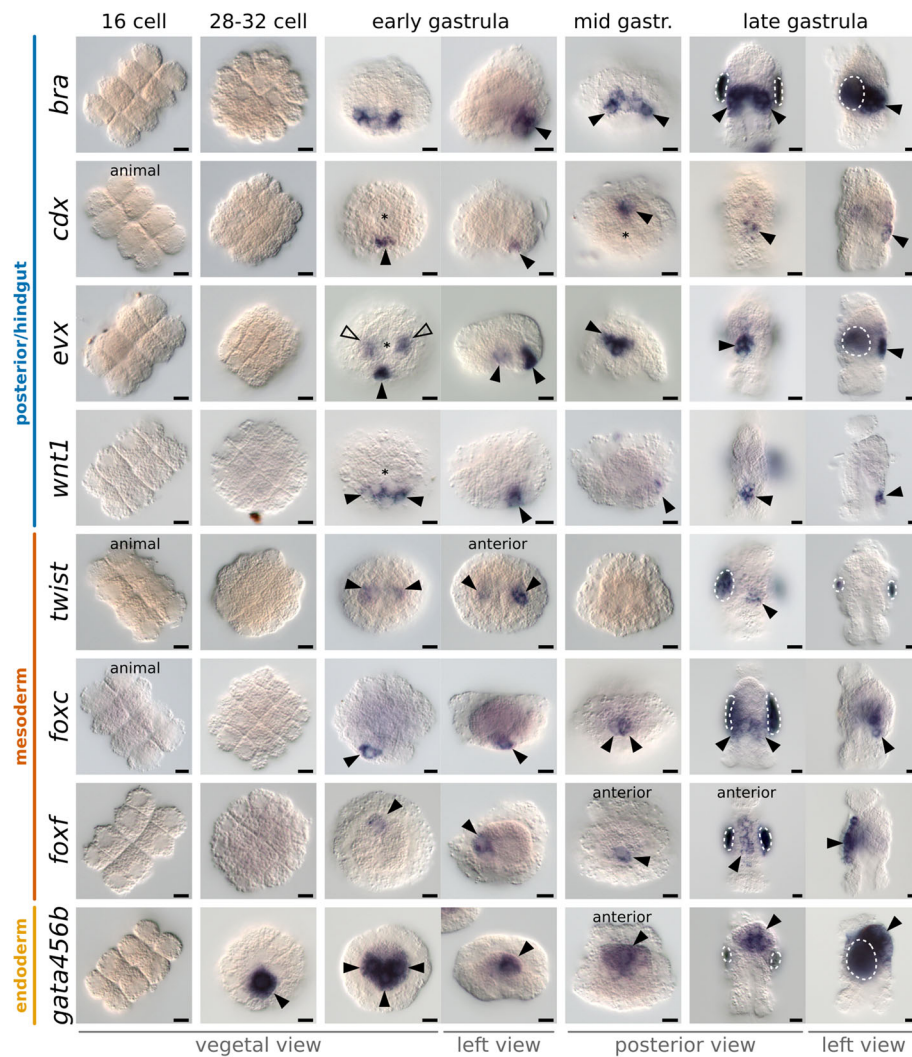 16 cell 28-32 cell early gastrula mid gastr. late gastrula
posterior/hindgut
bra
animal
cdx
*
*
evx
*
wnt1
*
mesoderm
animal anterior
twist
animal
foxc
anterior anterior
foxf
endoderm
anterior
gata456b
vegetal view left view posterior view left